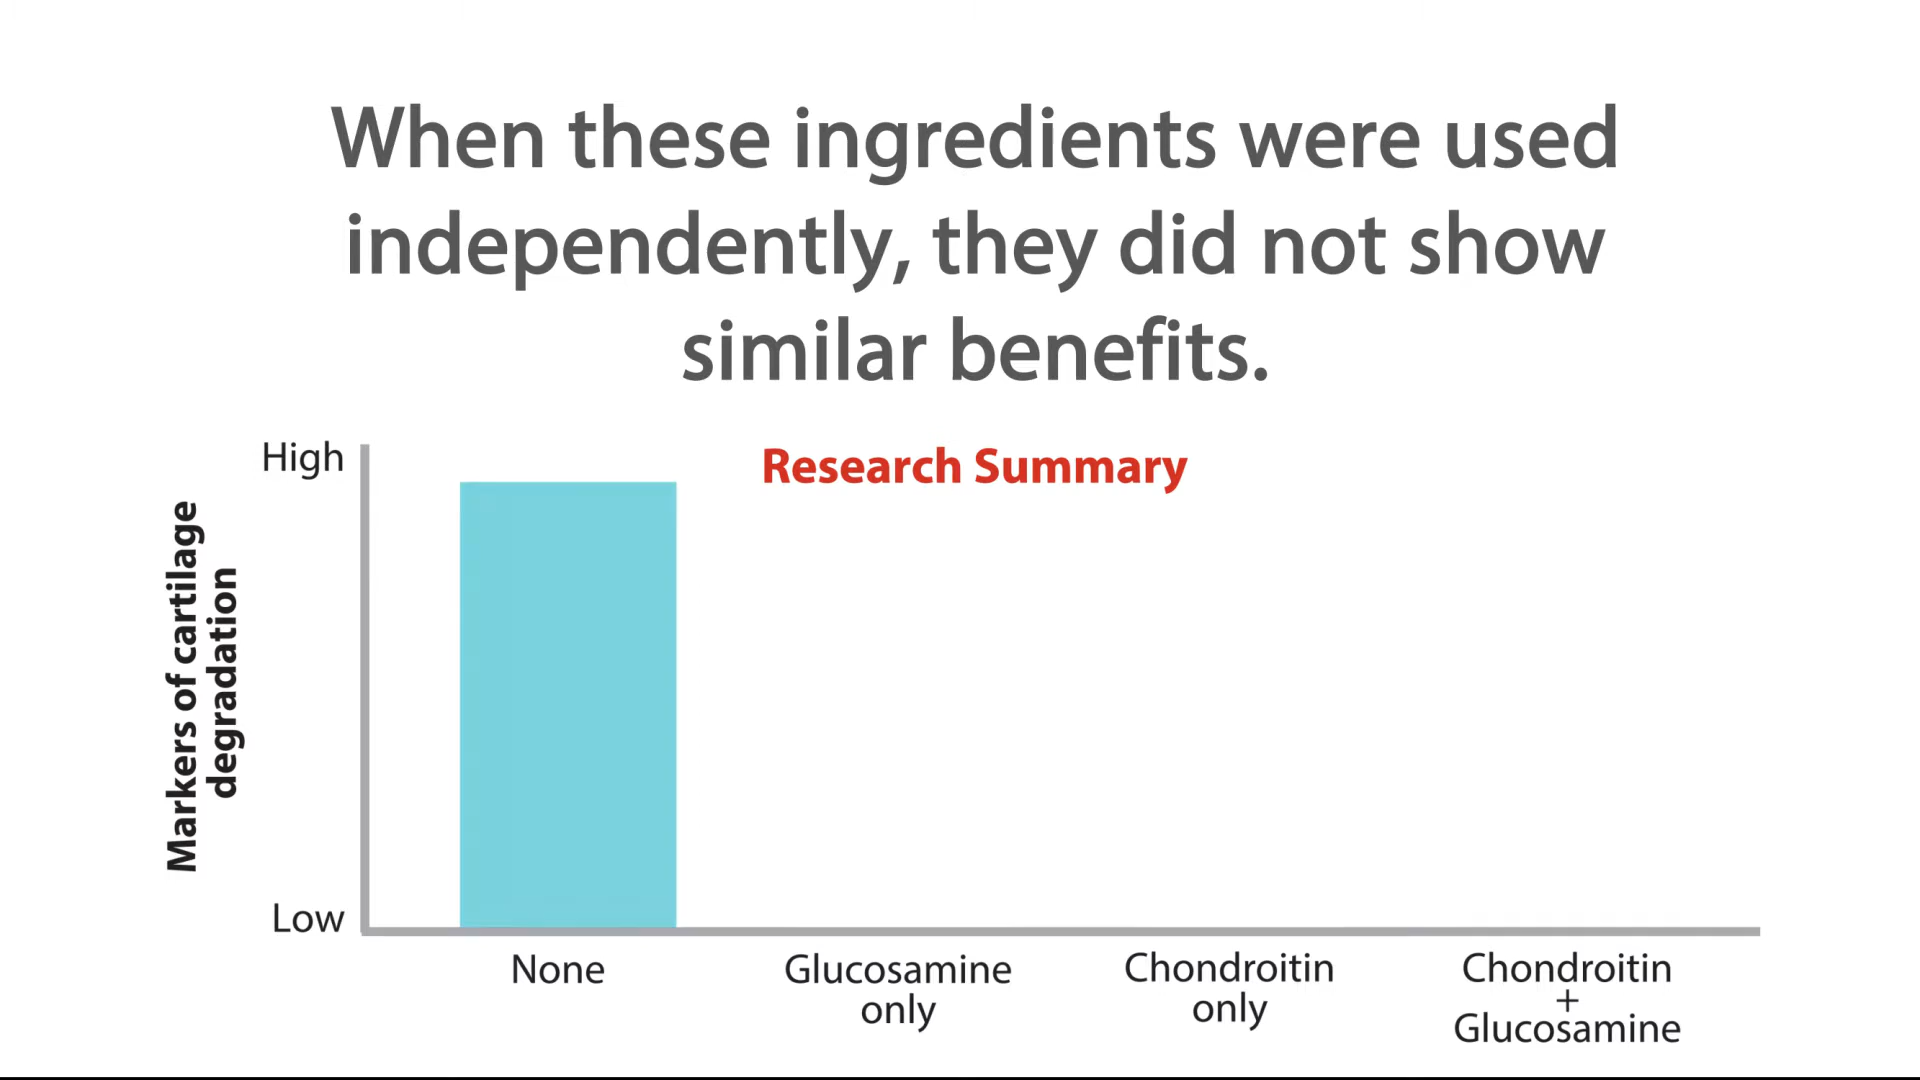 When these ingredients were used
independently, they did not show
similar benefits.
Research Summary
High
Markers of cartilage
degradation
Low
None
Glucosamine
only
Chondroitin
only
Chondroitin
+
Glucosamine